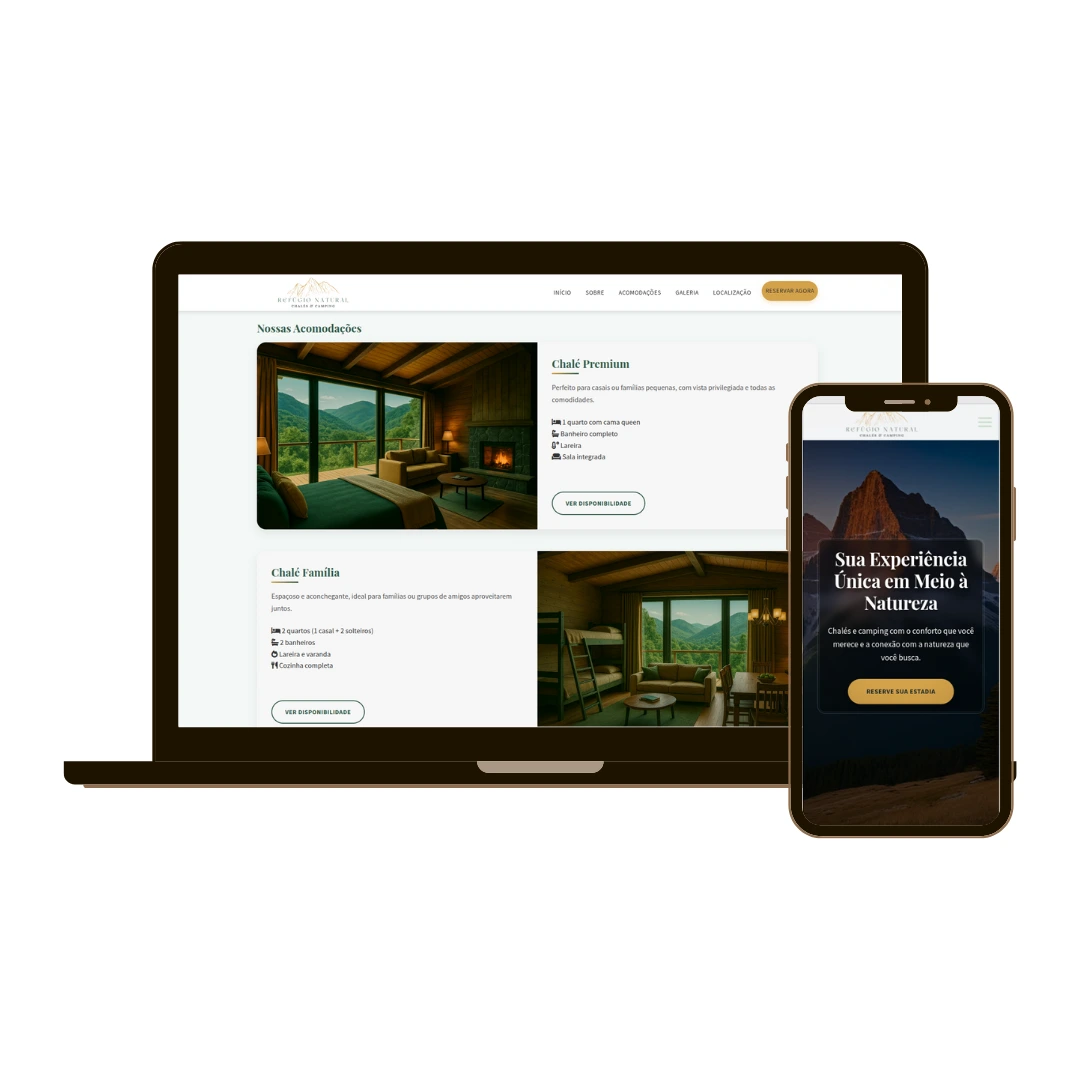 REFÚGIO NATURAL
CHALÉS & CAMPING
INÍCIO SOBRE ACOMODAÇÕES GALERIA LOCALIZAÇÃO RESERVAR AGORA
Nossas Acomodações
Chalé Premium
Perfeito para casais ou famílias pequenas, com vista privilegiada e todas as
comodidades.
1 quarto com cama queen
Banheiro completo
Lareira
Sala integrada
VER DISPONIBILIDADE
Chalé Família
Espaçoso e aconchegante, ideal para famílias ou grupos de amigos aproveitarem
juntos.
2 quartos (1 casal + 2 solteiros)
2 banheiros
Lareira e varanda
Cozinha completa
VER DISPONIBILIDADE
REFÚGIO NATURAL
CHALÉS & CAMPING
Sua Experiência
Única em Meio à
Natureza
Chalés e camping com o conforto que você
merece e a conexão com a natureza que
você busca.
RESERVE SUA ESTADIA